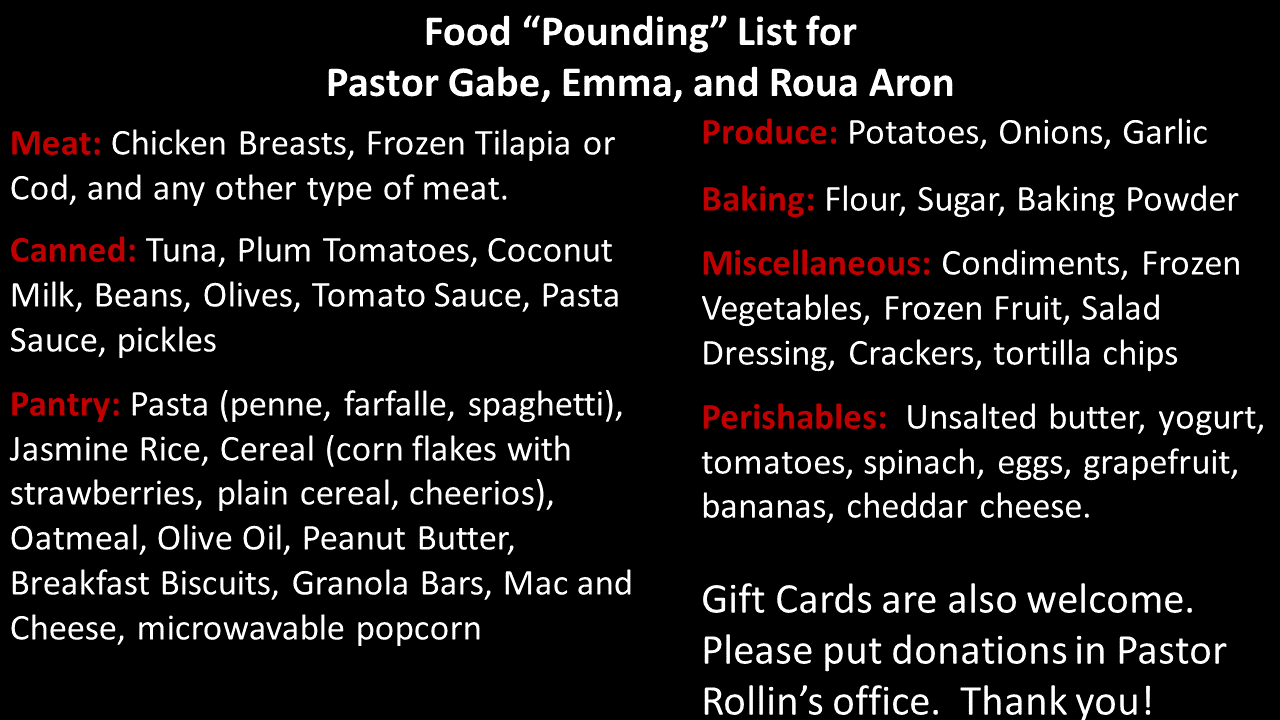 Food “Pounding” List for
Pastor Gabe, Emma, and Roua Aron
Meat: Chicken Breasts, Frozen Tilapia or
Cod, and any other type of meat.
Canned: Tuna, Plum Tomatoes, Coconut
Milk, Beans, Olives, Tomato Sauce, Pasta
Sauce, pickles
Pantry: Pasta (penne, farfalle, spaghetti),
Jasmine Rice, Cereal (corn flakes with
strawberries, plain cereal, cheerios),
Oatmeal, Olive Oil, Peanut Butter,
Breakfast Biscuits, Granola Bars, Mac and
Cheese, microwavable popcorn
Produce: Potatoes, Onions, Garlic
Baking: Flour, Sugar, Baking Powder
Miscellaneous: Condiments, Frozen
Vegetables, Frozen Fruit, Salad
Dressing, Crackers, tortilla chips
Perishables:  Unsalted butter, yogurt,
tomatoes, spinach, eggs, grapefruit,
bananas, cheddar cheese.
Gift Cards are also welcome.
Please put donations in Pastor
Rollin’s office.  Thank you!